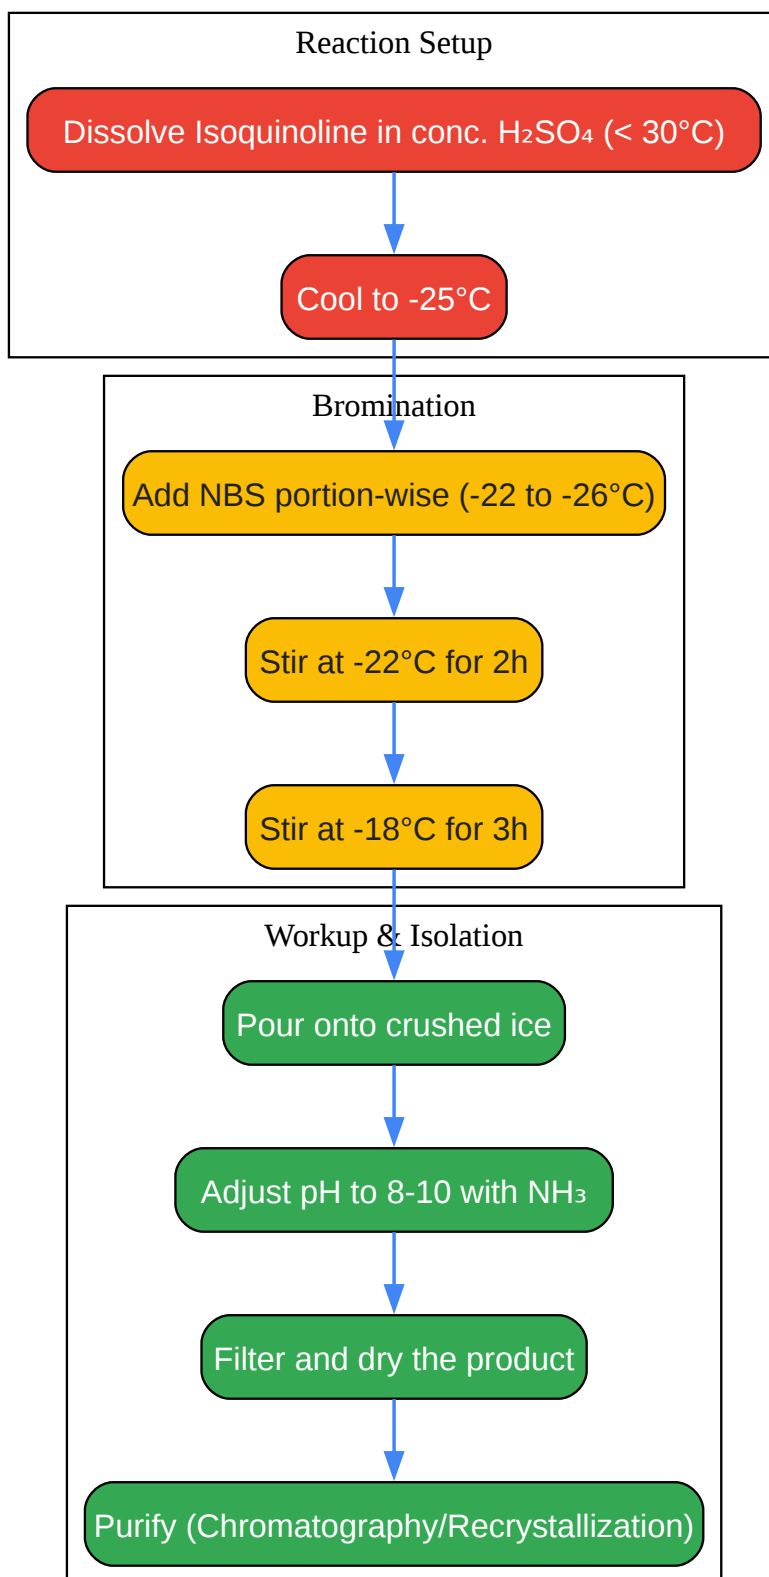 Reaction Setup
Dissolve Isoquinoline in conc. H₂SO₄ (< 30°C)
Cool to -25°C
Bromination
Add NBS portion-wise (-22 to -26°C)
Stir at -22°C for 2h
Stir at -18°C for 3h
Workup & Isolation
Pour onto crushed ice
Adjust pH to 8-10 with NH₃
Filter and dry the product
Purify (Chromatography/Recrystallization)